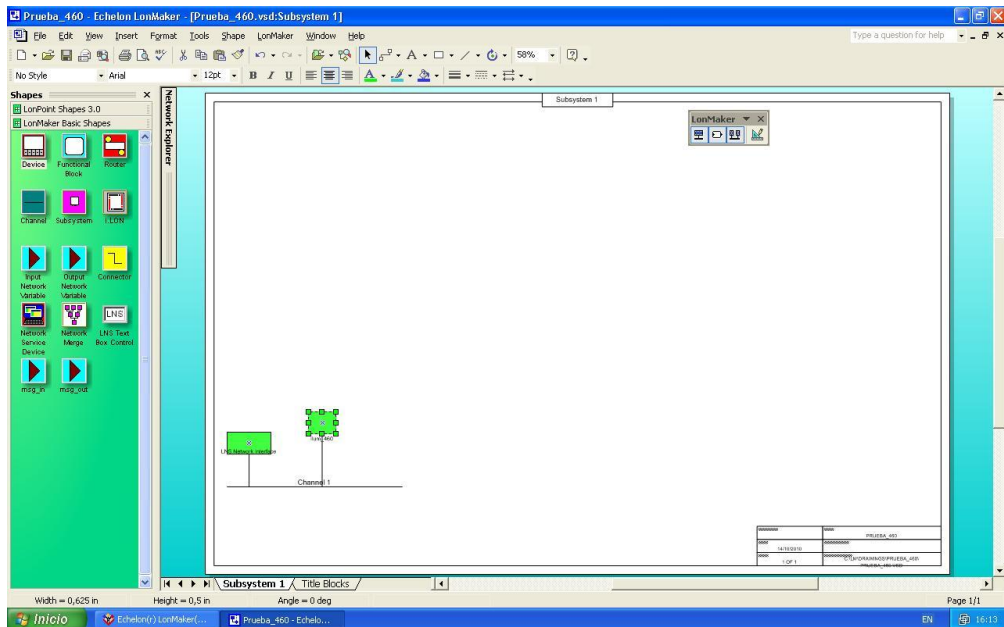 Prueba_460 - Echelon LonMaker - [Prueba_460.vsd:Subsystem 1]
File Edit View Insert Format Tools Shape LonMaker Window Help
Type a question for help
58%
No Style Arial 12pt B I U
Shapes
LonPoint Shapes 3.0
LonMaker Basic Shapes
Device Functional Block Router
Channel Subsystem i.LON
Input Network Variable Output Network Variable Connector
LNS
Network Service Device Network Merge LNS Text Box Control
msg_in msg_out
Network Explorer
Subsystem 1
LonMaker
LNS Network Interface
Channel 1
PRUEBA_460
14/10/2010
1 OF 1
Subsystem 1 Title Blocks
Width = 0,625 in Height = 0,5 in Angle = 0 deg Page 1/1
Inicio Echelon(r) LonMaker(... Prueba_460 - Echelo... EN 16:13